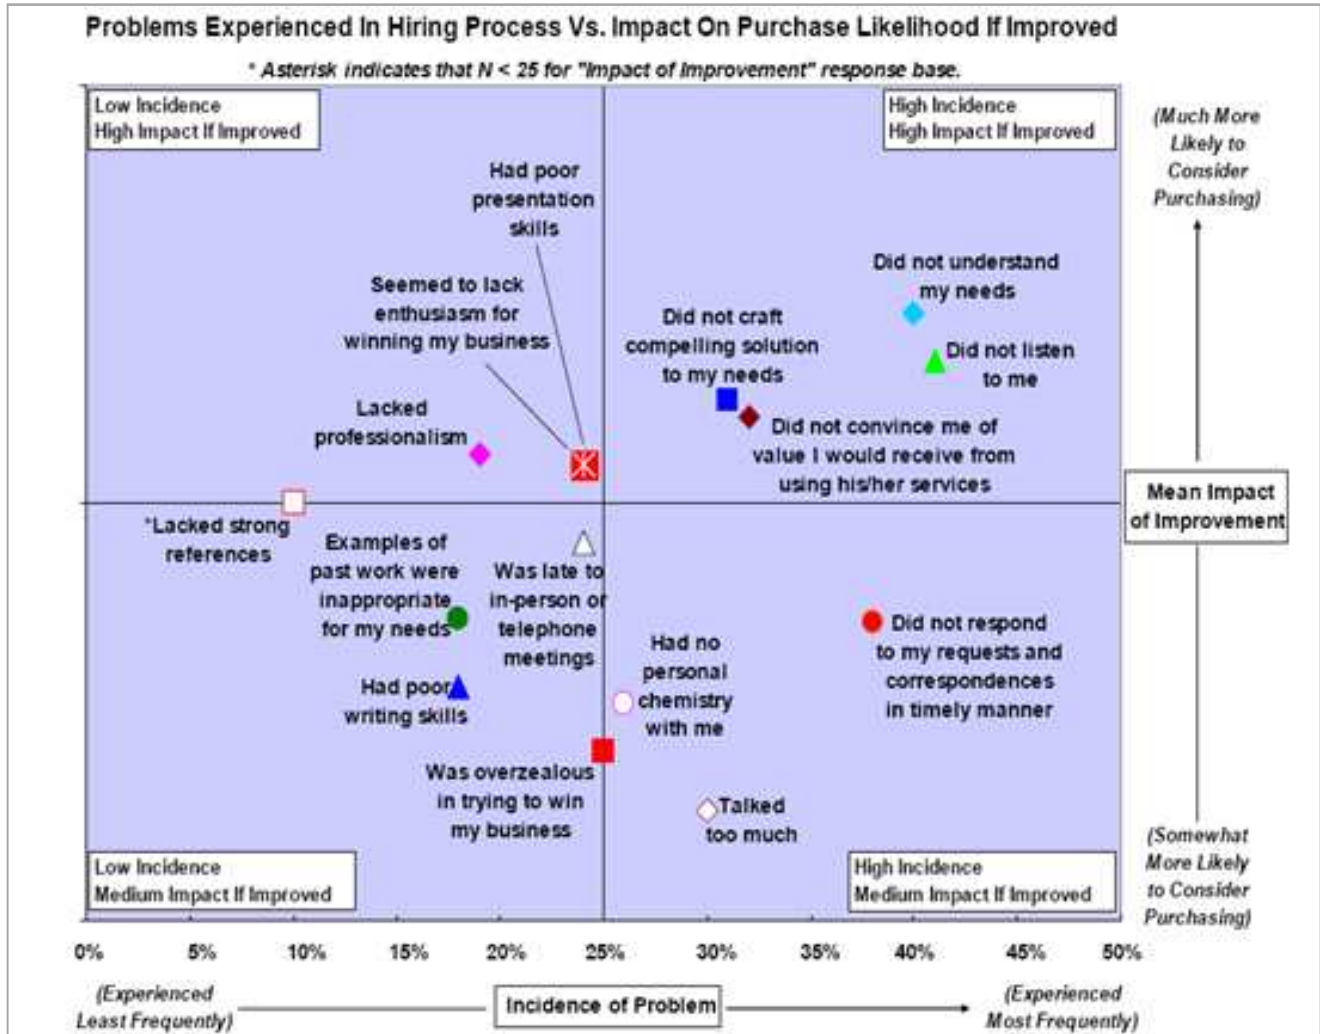 Problems Experienced In Hiring Process Vs. Impact On Purchase Likelihood If Improved
* Asterisk indicates that N < 25 for "Impact of Improvement" response base.
Low Incidence
High Impact If Improved
High Incidence
High Impact If Improved
(Much More
Likely to
Consider
Purchasing)
Had poor
presentation
skills
Seemed to lack
enthusiasm for
winning my business
Did not understand
my needs
Did not craft
compelling solution
to my needs
Did not listen
to me
Lacked
professionalism
Did not convince me of
value I would receive from
using his/her services
Mean Impact
of Improvement
*Lacked strong
references
Examples of
past work were
inappropriate
for my needs
Was late to
in-person or
telephone
meetings
Did not respond
to my requests and
correspondences
in timely manner
Had no
personal
chemistry
with me
Had poor
writing skills
Was overzealous
in trying to win
my business
Talked
too much
Low Incidence
Medium Impact If Improved
High Incidence
Medium Impact If Improved
(Somewhat
More Likely
to Consider
Purchasing)
0% 5% 10% 15% 20% 25% 30% 35% 40% 45% 50%
(Experienced
Least Frequently)
Incidence of Problem
(Experienced
Most Frequently)